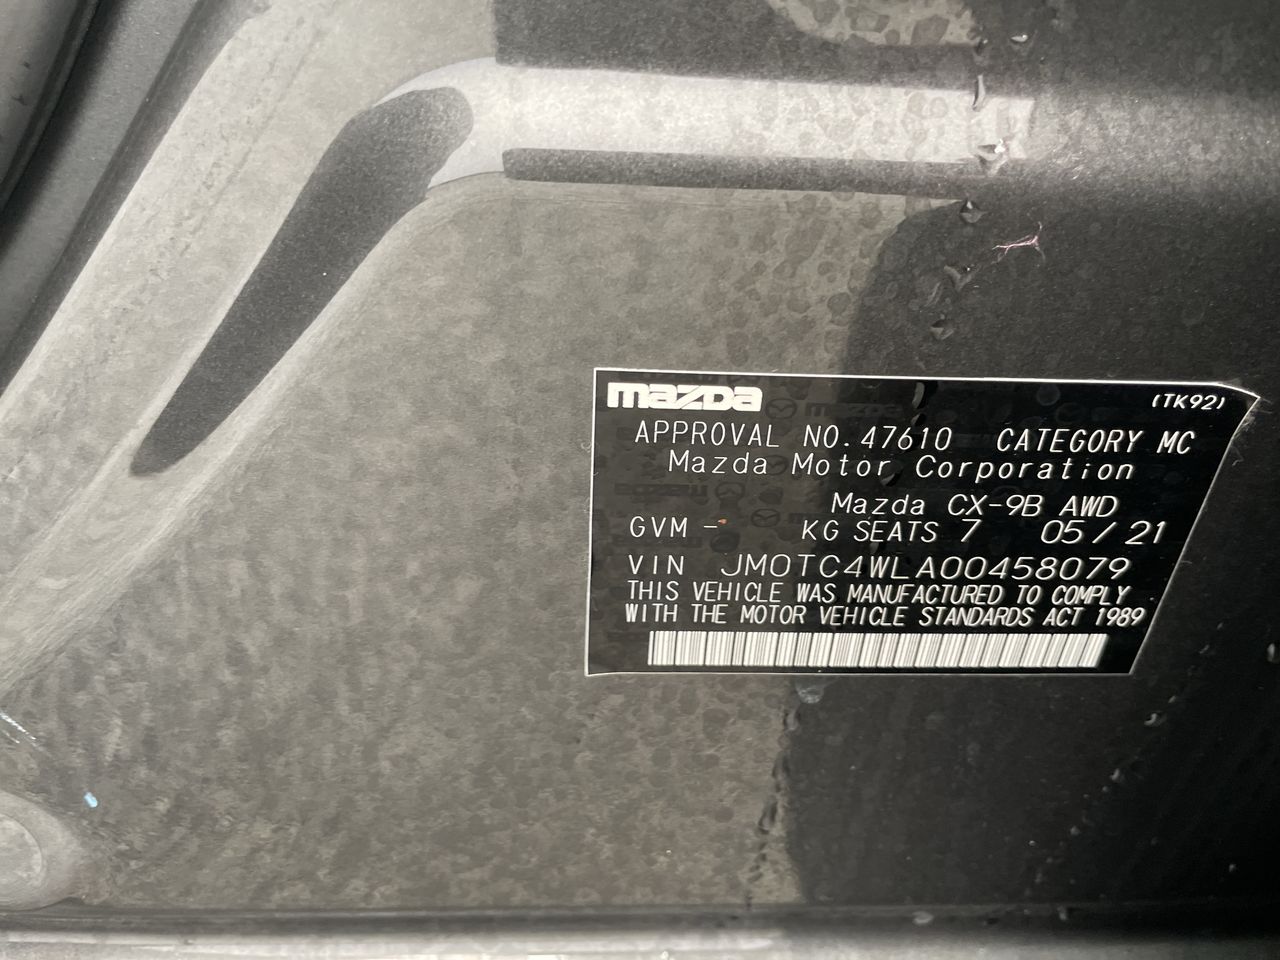 mazda (TK92)
APPROVAL NO. 47610 CATEGORY MC
Mazda Motor Corporation
Mazda CX-9B AWD
GVM - KG SEATS 7 05/21
VIN JM0TC4WLA00458079
THIS VEHICLE WAS MANUFACTURED TO COMPLY
WITH THE MOTOR VEHICLE STANDARDS ACT 1989